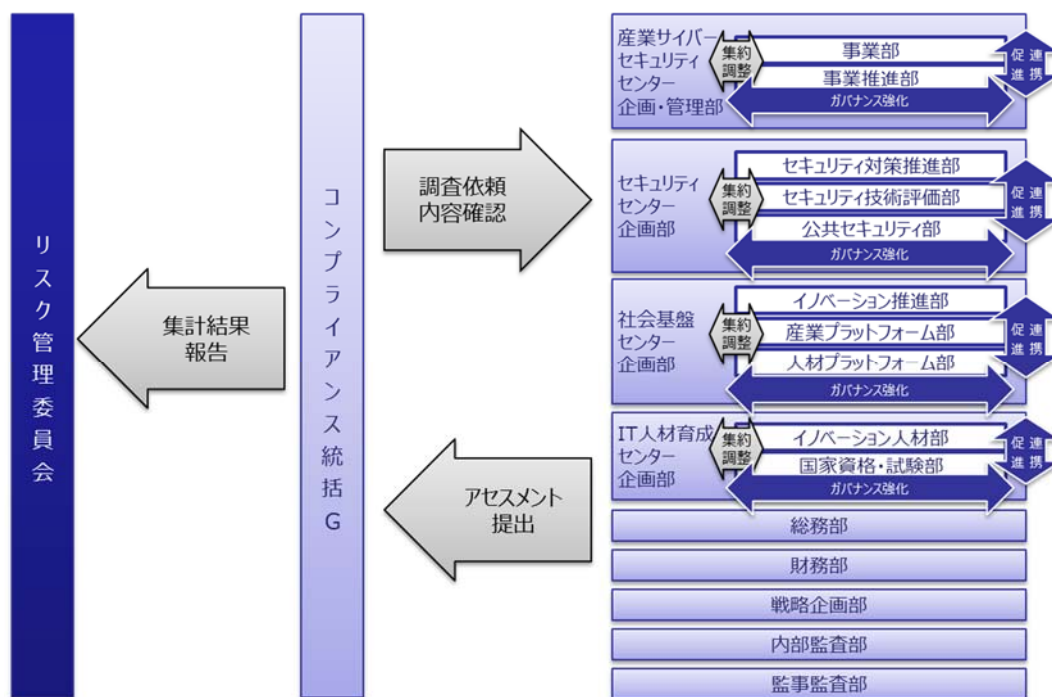 リスク管理委員会
集計結果
報告
コンプライアンス統括G
調査依頼
内容確認
アセスメント
提出
産業サイバー
セキュリティ
センター
企画・管理部
集約
調整
事業部
事業推進部
ガバナンス強化
連携
促進
セキュリティ
センター
企画部
集約
調整
セキュリティ対策推進部
セキュリティ技術評価部
公共セキュリティ部
ガバナンス強化
連携
促進
社会基盤
センター
企画部
集約
調整
イノベーション推進部
産業プラットフォーム部
人材プラットフォーム部
ガバナンス強化
連携
促進
IT人材育成
センター
企画部
集約
調整
イノベーション人材部
国家資格・試験部
ガバナンス強化
連携
促進
総務部
財務部
戦略企画部
内部監査部
監事監査部